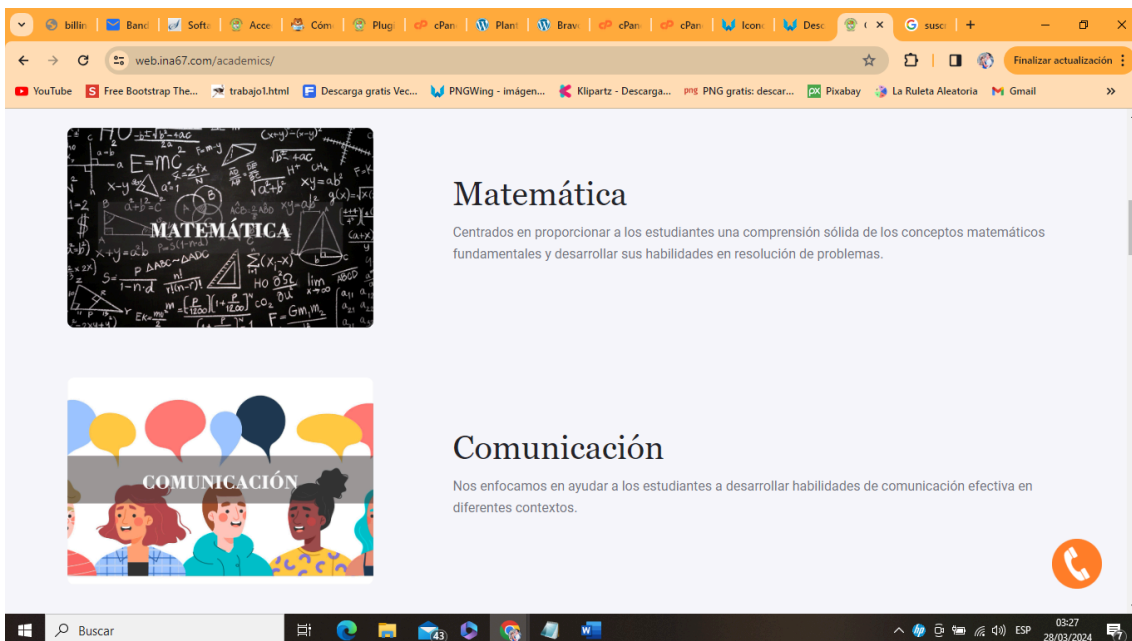 billin
Band
Softa
Acce
Cómo
Plugi
cPan
Plant
Brave
cPan
cPan
Icono
Desc
susc
web.ina67.com/academics/
Finalizar actualización
YouTube
Free Bootstrap The...
trabajo1.html
Descarga gratis Vec...
PNGWing - imágen...
Klipartz - Descarga...
PNG gratis: descar...
Pixabay
La Ruleta Aleatoria
Gmail
MATEMÁTICA
Matemática
Centrados en proporcionar a los estudiantes una comprensión sólida de los conceptos matemáticos
fundamentales y desarrollar sus habilidades en resolución de problemas.
COMUNICACIÓN
Comunicación
Nos enfocamos en ayudar a los estudiantes a desarrollar habilidades de comunicación efectiva en
diferentes contextos.
Buscar
43
ESP
03:27
28/03/2024
7